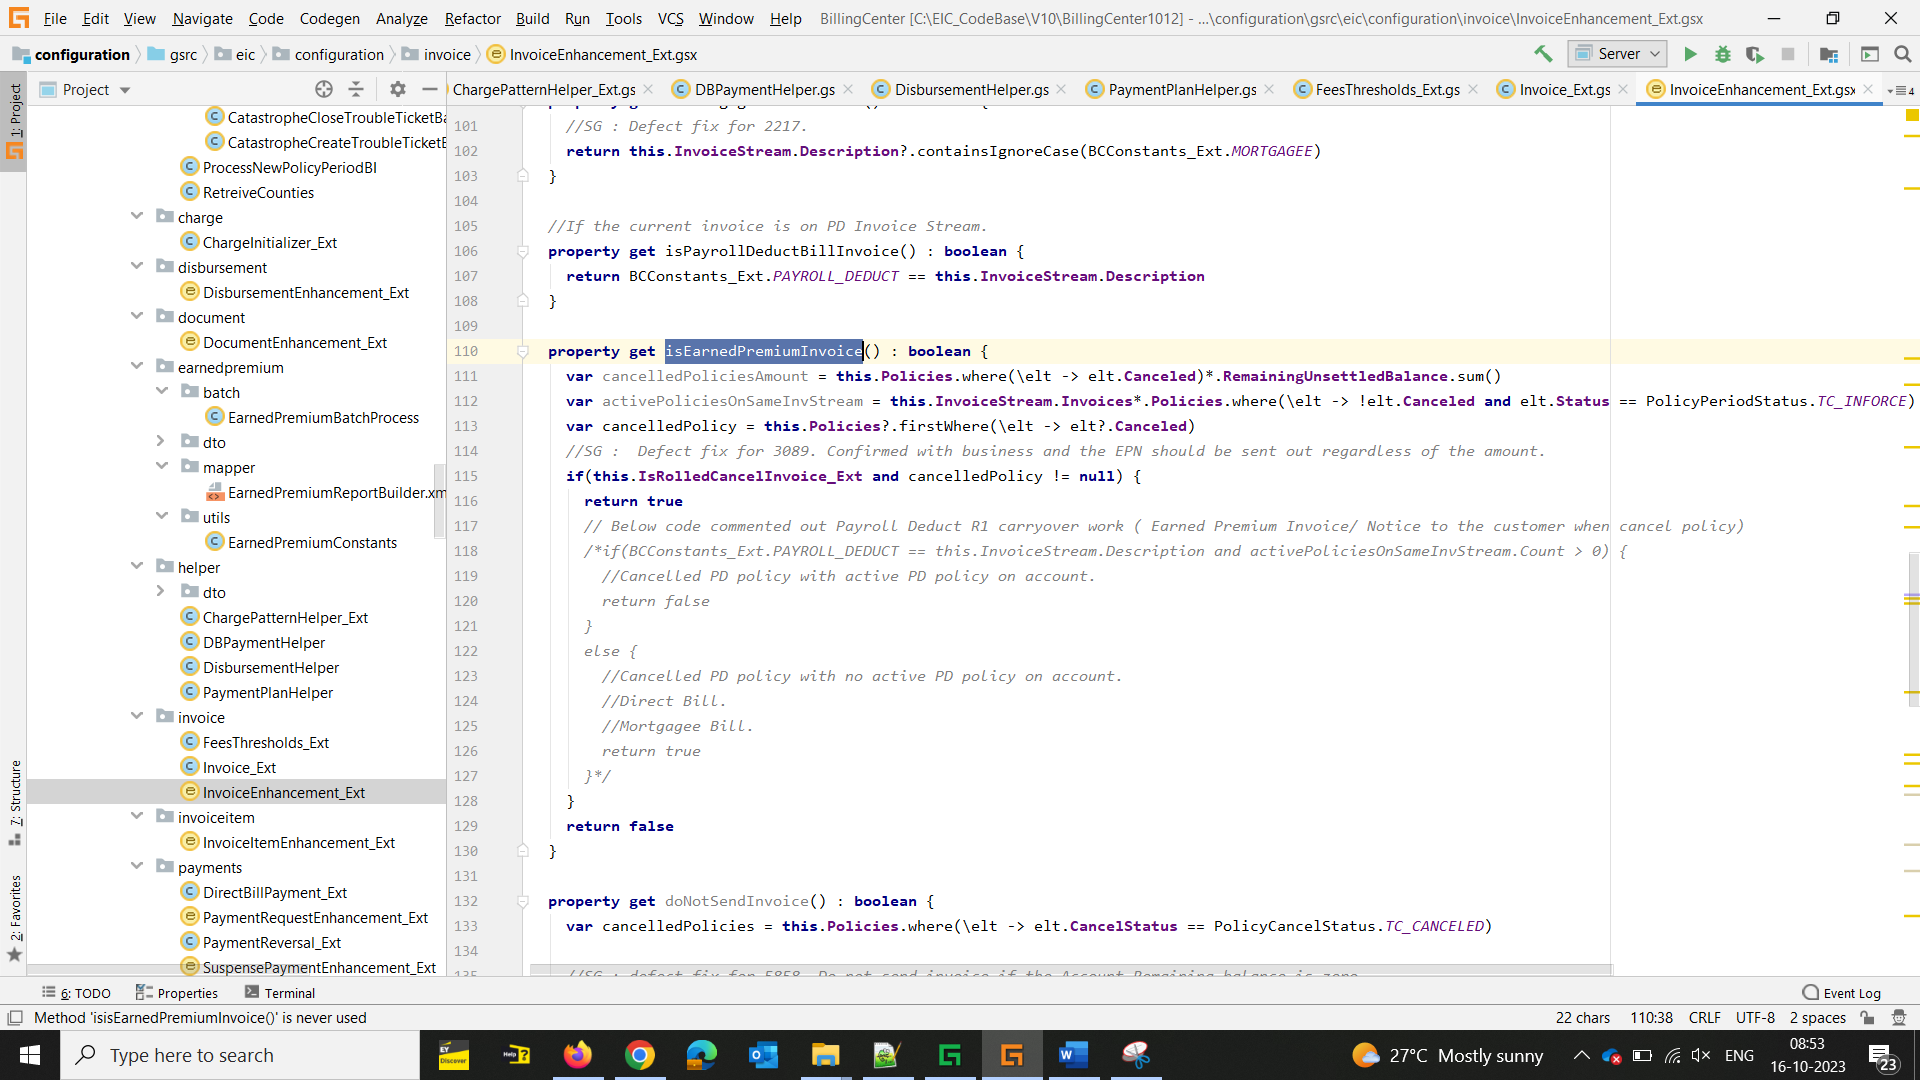 File Edit View Navigate Code Codegen Analyze Refactor Build Run Tools VCS Window Help BillingCenter [C:\EIC_CodeBase\V10\BillingCenter1012] - ...\configuration\gsrc\eic\configuration\invoice\InvoiceEnhancement_Ext.gsx
configuration gsrc eic configuration invoice InvoiceEnhancement_Ext.gsx Server
Project ChargePatternHelper_Ext.gs DBPaymentHelper.gs DisbursementHelper.gs PaymentPlanHelper.gs FeesThresholds_Ext.gs Invoice_Ext.gs InvoiceEnhancement_Ext.gsx 4
1: Project
7: Structure
2: Favorites
CatastropheCloseTroubleTicketBa
CatastropheCreateTroubleTicketB
ProcessNewPolicyPeriodBI
RetreiveCounties
charge
ChargeInitializer_Ext
disbursement
DisbursementEnhancement_Ext
document
DocumentEnhancement_Ext
earnedpremium
batch
EarnedPremiumBatchProcess
dto
mapper
EarnedPremiumReportBuilder.xm
utils
EarnedPremiumConstants
helper
dto
ChargePatternHelper_Ext
DBPaymentHelper
DisbursementHelper
PaymentPlanHelper
invoice
FeesThresholds_Ext
Invoice_Ext
InvoiceEnhancement_Ext
invoiceitem
InvoiceItemEnhancement_Ext
payments
DirectBillPayment_Ext
PaymentRequestEnhancement_Ext
PaymentReversal_Ext
SuspensePaymentEnhancement_Ext
101 //SG : Defect fix for 2217.
102 return this.InvoiceStream.Description?.containsIgnoreCase(BCConstants_Ext.MORTGAGEE)
103 }
104
105 //If the current invoice is on PD Invoice Stream.
106 property get isPayrollDeductBillInvoice() : boolean {
107 return BCConstants_Ext.PAYROLL_DEDUCT == this.InvoiceStream.Description
108 }
109
110 property get isEarnedPremiumInvoice() : boolean {
111 var cancelledPoliciesAmount = this.Policies.where(\elt -> elt.Canceled)*.RemainingUnsettledBalance.sum()
112 var activePoliciesOnSameInvStream = this.InvoiceStream.Invoices*.Policies.where(\elt -> !elt.Canceled and elt.Status == PolicyPeriodStatus.TC_INFORCE)
113 var cancelledPolicy = this.Policies?.firstWhere(\elt -> elt?.Canceled)
114 //SG :  Defect fix for 3089. Confirmed with business and the EPN should be sent out regardless of the amount.
115 if(this.IsRolledCancelInvoice_Ext and cancelledPolicy != null) {
116 return true
117 // Below code commented out Payroll Deduct R1 carryover work ( Earned Premium Invoice/ Notice to the customer when cancel policy)
118 /*if(BCConstants_Ext.PAYROLL_DEDUCT == this.InvoiceStream.Description and activePoliciesOnSameInvStream.Count > 0) {
119 //Cancelled PD policy with active PD policy on account.
120 return false
121 }
122 else {
123 //Cancelled PD policy with no active PD policy on account.
124 //Direct Bill.
125 //Mortgagee Bill.
126 return true
127 }*/
128 }
129 return false
130 }
131
132 property get doNotSendInvoice() : boolean {
133 var cancelledPolicies = this.Policies.where(\elt -> elt.CancelStatus == PolicyCancelStatus.TC_CANCELED)
134
6: TODO Properties Terminal Event Log
Method 'isisEarnedPremiumInvoice()' is never used 22 chars 110:38 CRLF UTF-8 2 spaces
Type here to search EY Discover Help ? 27°C Mostly sunny ENG 08:53
16-10-2023 23